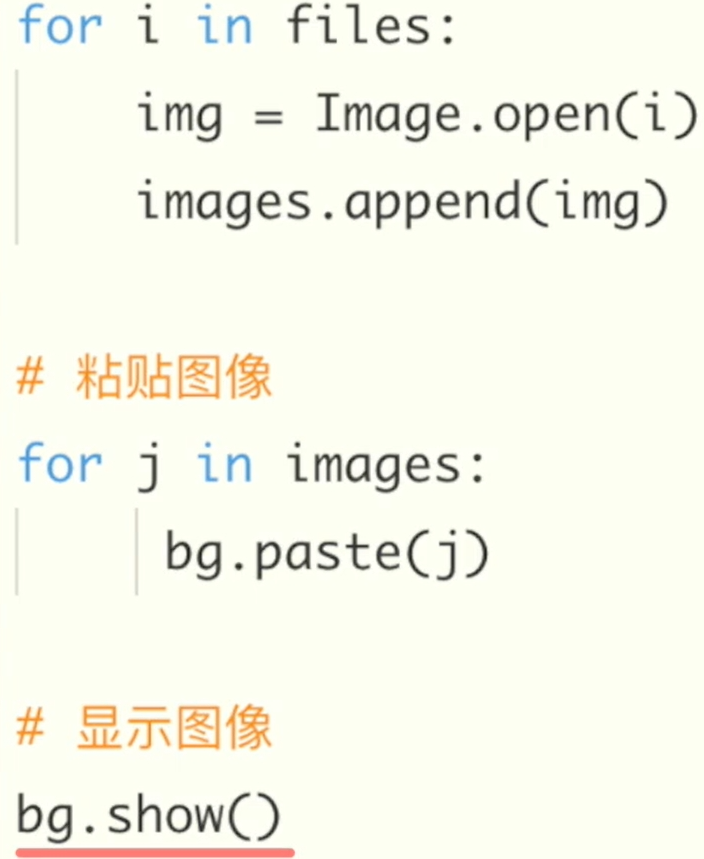 for i in files:
    img = Image.open(i)
    images.append(img)
# 粘贴图像
for j in images:
     bg.paste(j)
# 显示图像
bg.show()